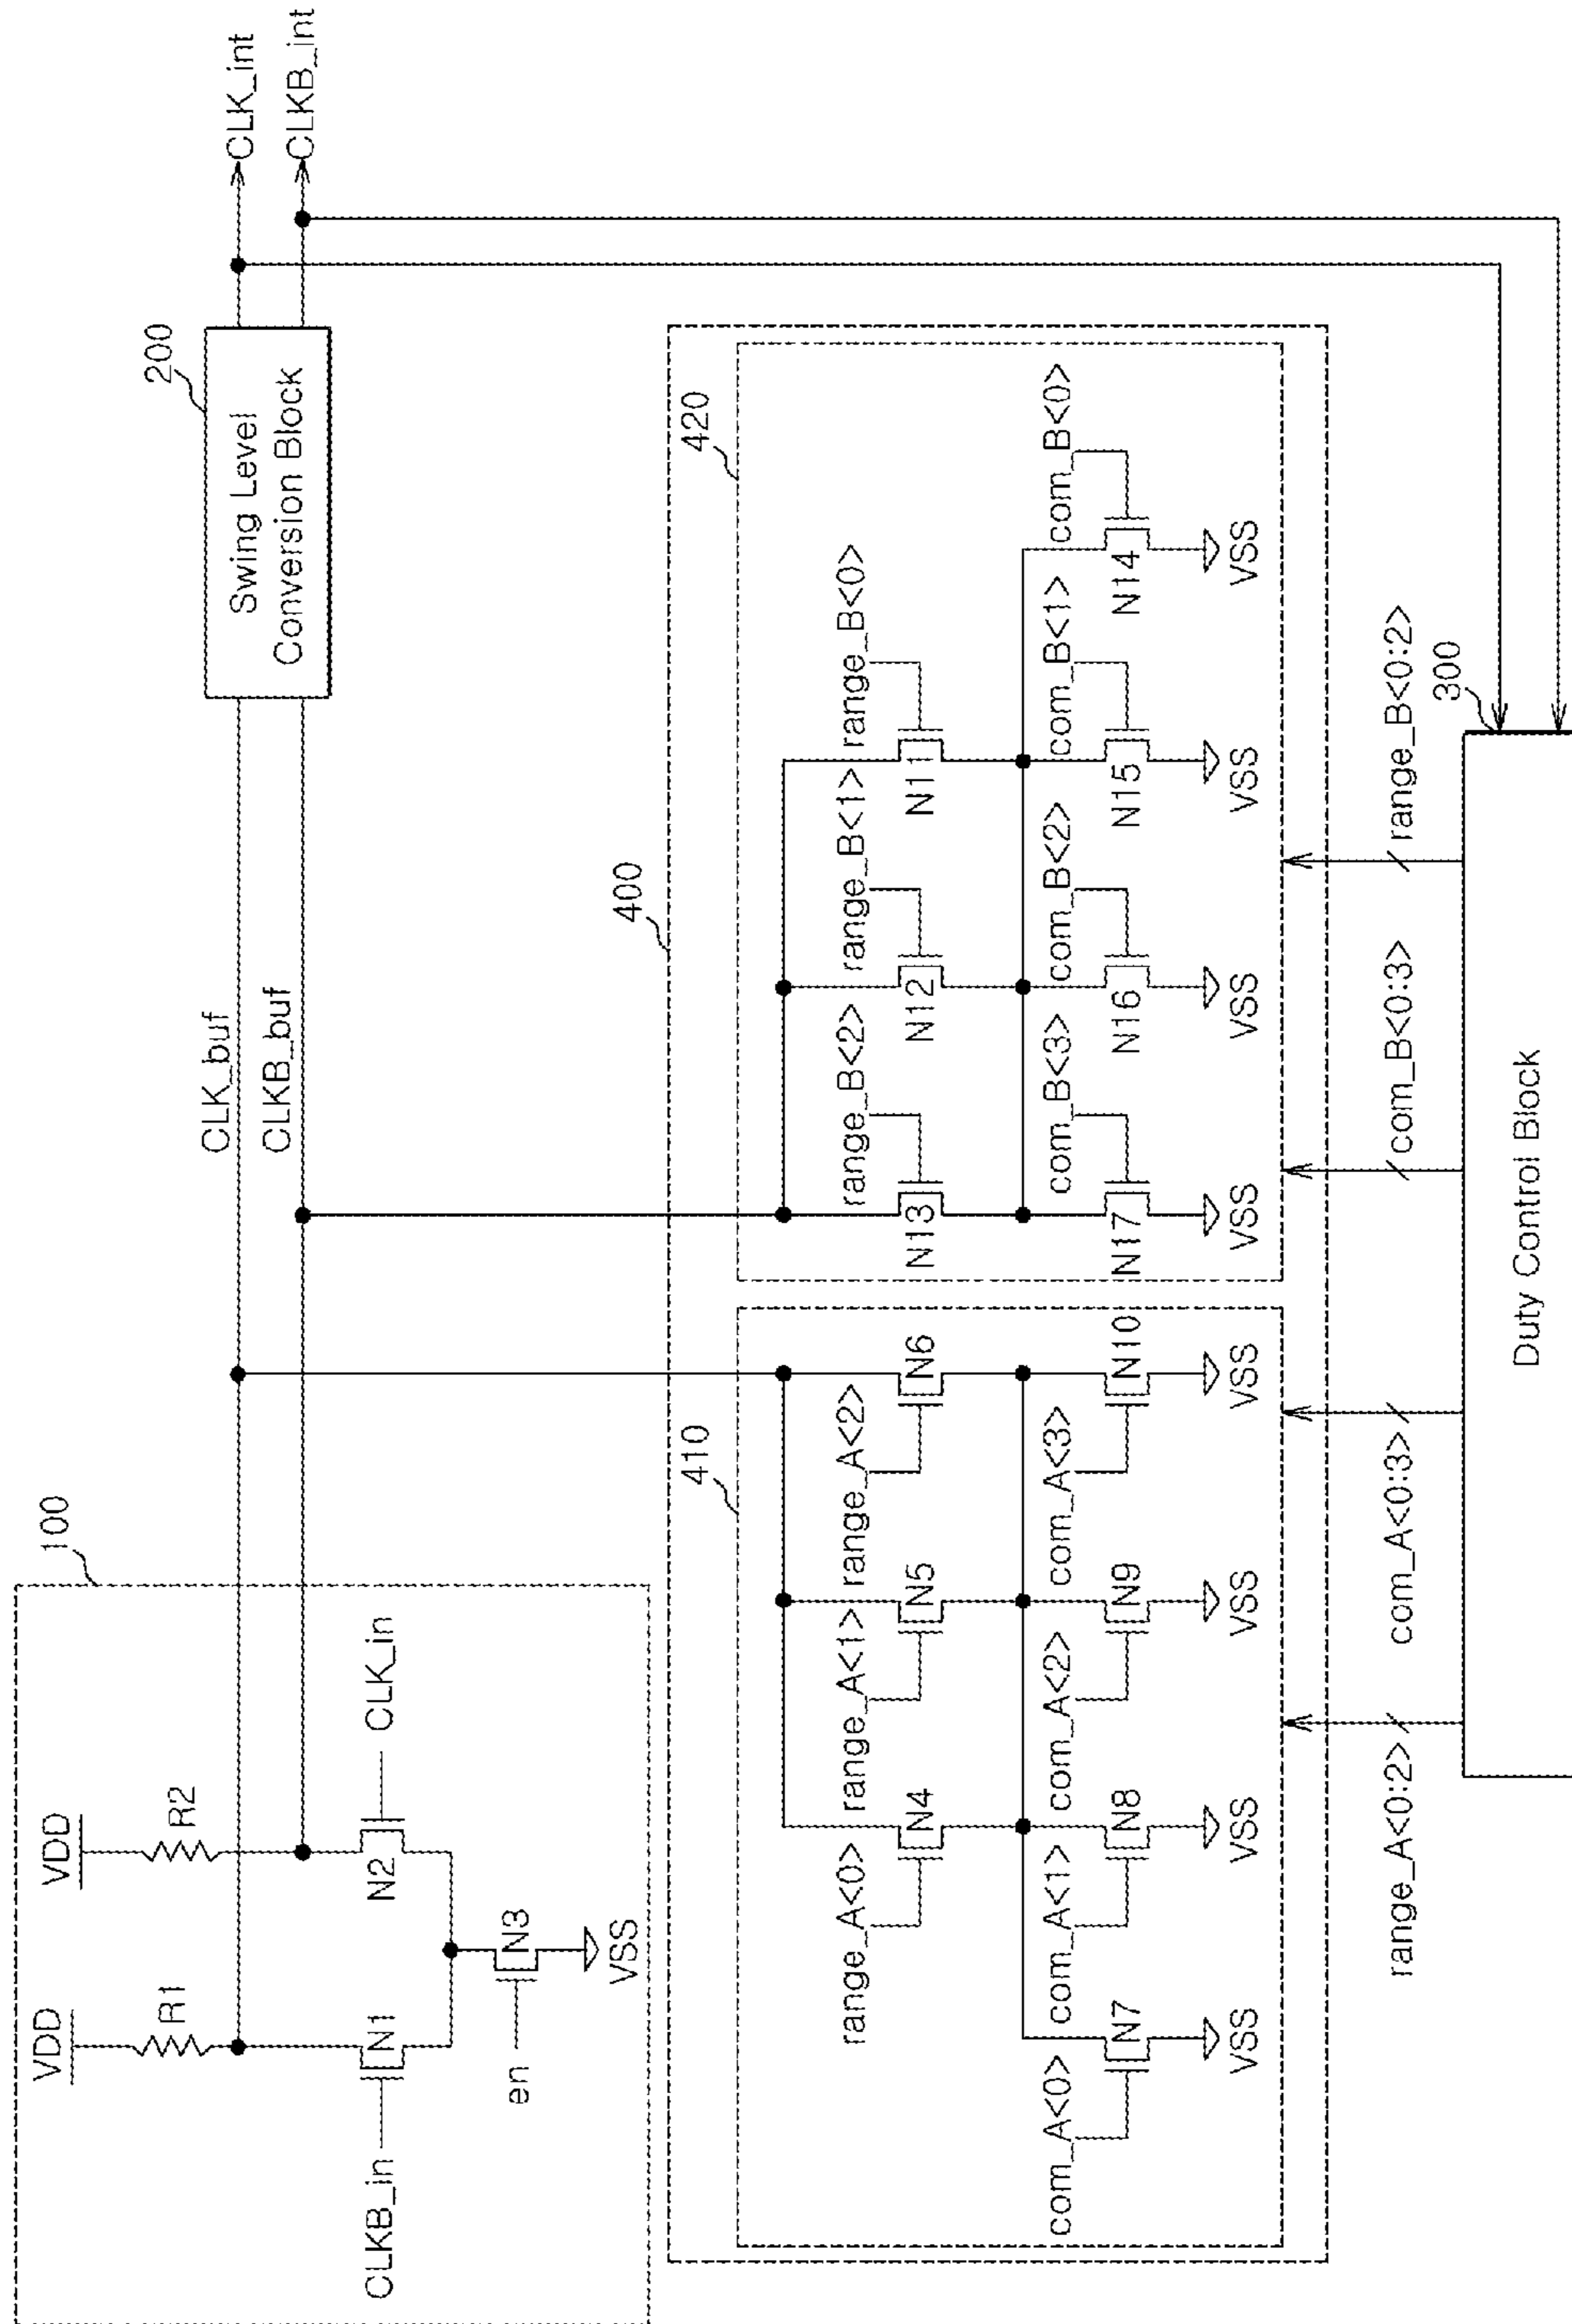 100
VDD
VDD
R1
R2
CLKB_in
N1
N2
CLK_in
en
N3
VSS
CLK_buf
CLKB_buf
200
Swing Level
Conversion Block
CLK_int
CLKB_int
400
410
range_A<0>
N4
range_A<1>
N5
range_A<2>
N6
com_A<0>
N7
com_A<1>
N8
com_A<2>
N9
com_A<3>
N10
VSS
VSS
VSS
VSS
420
range_B<2>
N13
range_B<1>
N12
range_B<0>
N11
com_B<3>
N17
com_B<2>
N16
com_B<1>
N15
com_B<0>
N14
VSS
VSS
VSS
VSS
range_A<0:2>
com_A<0:3>
com_B<0:3>
range_B<0:2>
300
Duty Control Block